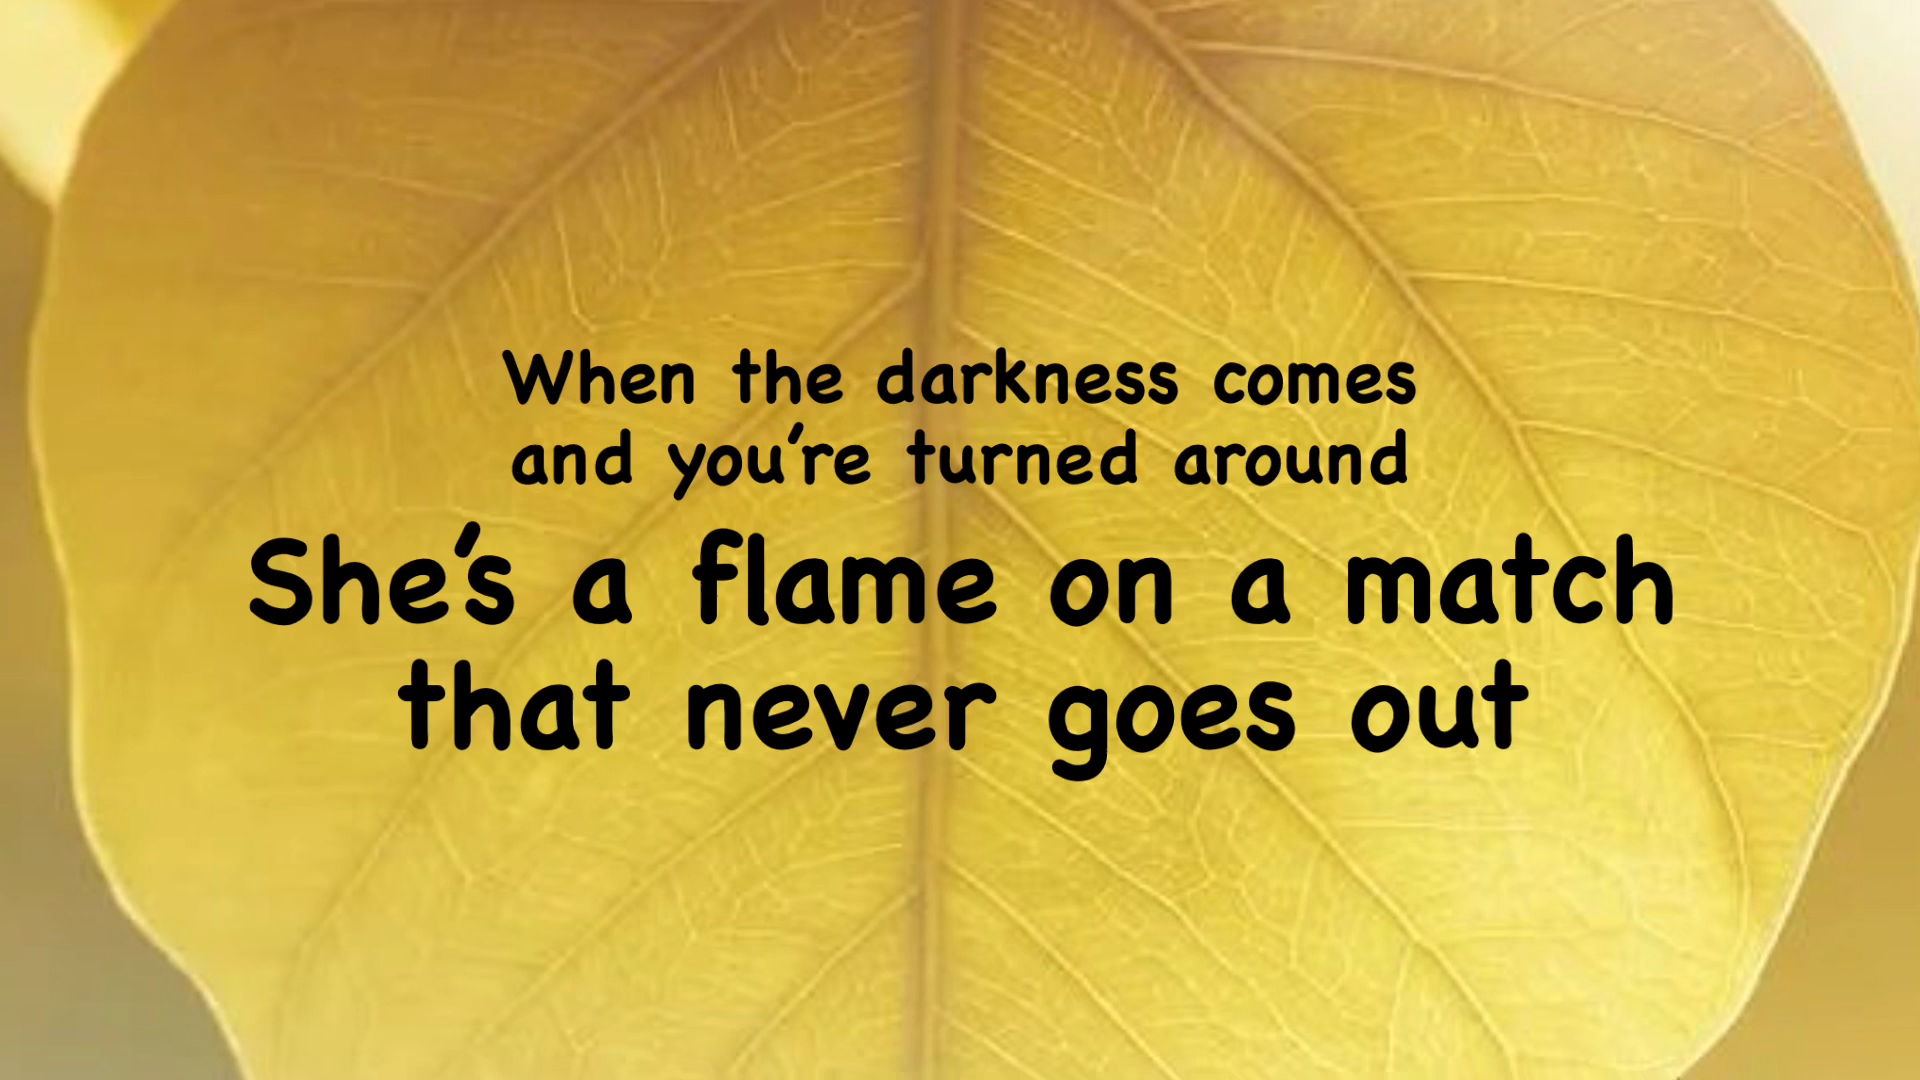 When the darkness comes
and you're turned around
She's a flame on a match
that never goes out